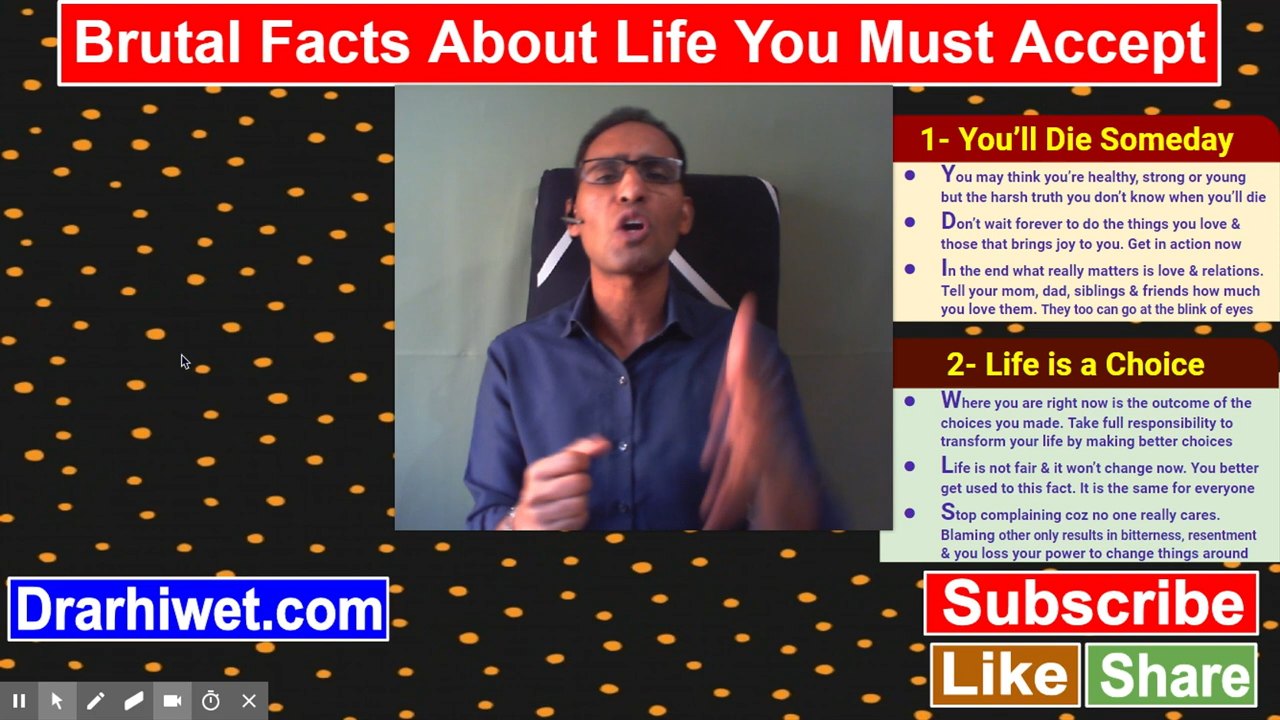 Brutal Facts About Life You Must Accept
1- You'll Die Someday
You may think you're healthy, strong or young
but the harsh truth you don't know when you'll die
Don't wait forever to do the things you love &
those that brings joy to you. Get in action now
In the end what really matters is love & relations.
Tell your mom, dad, siblings & friends how much
you love them. They too can go at the blink of eyes
2- Life is a Choice
Where you are right now is the outcome of the
choices you made. Take full responsibility to
transform your life by making better choices
Life is not fair & it won't change now. You better
get used to this fact. It is the same for everyone
Stop complaining coz no one really cares.
Blaming other only results in bitterness, resentment
& you loss your power to change things around
Drarhiwet.com
Subscribe
Like
Share